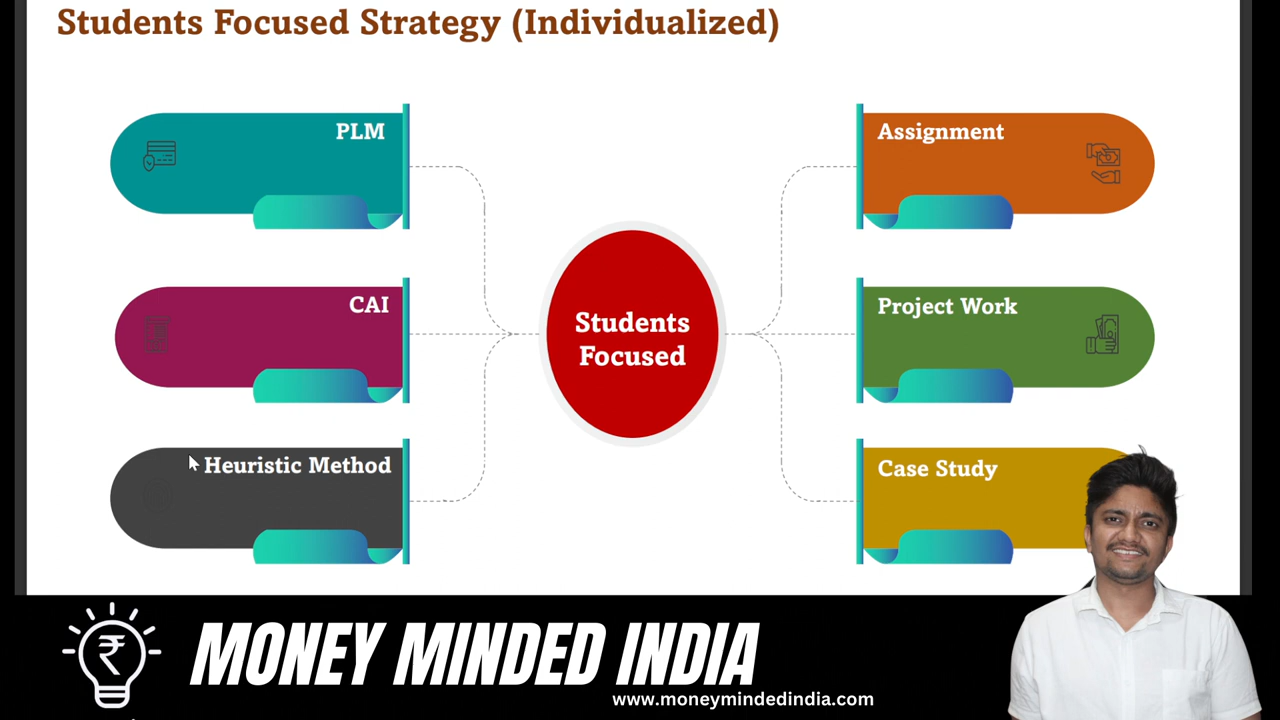 Students Focused Strategy (Individualized)
PLM
CAI
Heuristic Method
Students
Focused
Assignment
Project Work
Case Study
₹
MONEY MINDED INDIA
www.moneymindedindia.com